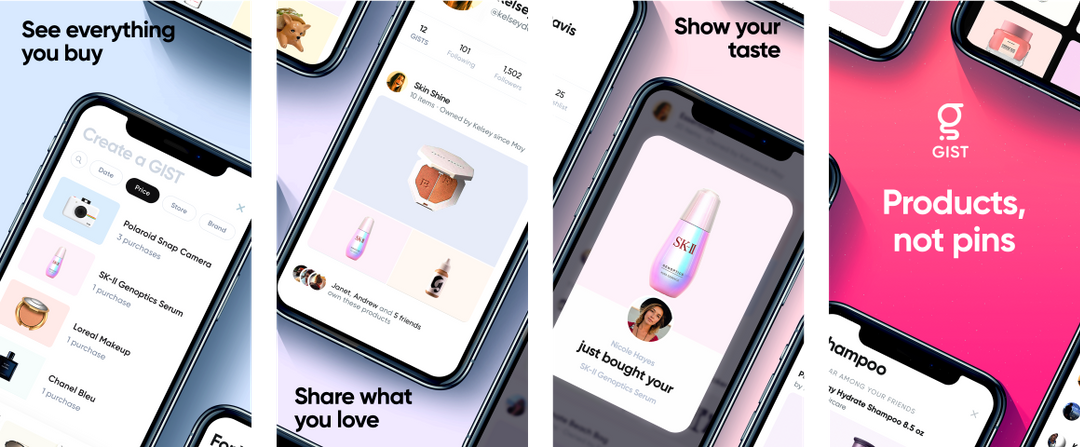 See everything
you buy
Create a GIST
Date
Price
Store
Brand
Polaroid Snap Camera
3 purchases
SK-II Genoptics Serum
1 purchase
Loreal Makeup
1 purchase
Chanel Bleu
1 purchase
12
GISTS
101
Following
1,502
Followers
Skin Shine
10 Items · Owned by Kelsey since May
Janet, Andrew and 5 friends
own these products
Share what
you love
Show your
taste
25
SK-II
Nicole Hayes
just bought your
SK-II Genoptics Serum
g
GIST
Products,
not pins
AR AMONG YOUR FRIENDS
Hydrate Shampoo 8.5 oz